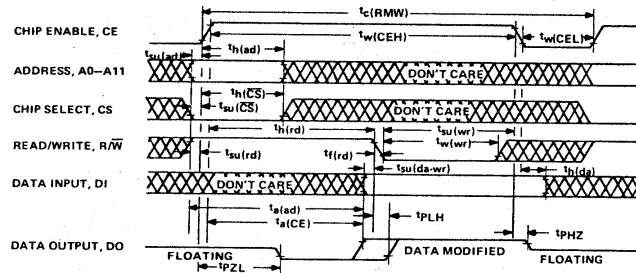 tc(RMW)
CHIP ENABLE, CE
tw(CEH)
tw(CEL)
tsu(ad)
th(ad)
ADDRESS, A0—A11
DON'T CARE
th(C̅S̅)
CHIP SELECT, CS
tsu(C̅S̅)
DON'T CARE
th(rd)
tsu(wr)
READ/WRITE, R/W̅
tw(wr)
tsu(rd)
tf(rd)
tsu(da-wr)
th(da)
DATA INPUT, DI
DON'T CARE
ta(ad)
tPLH
ta(CE)
tPHZ
DATA OUTPUT, DO
DATA MODIFIED
FLOATING
FLOATING
tPZL